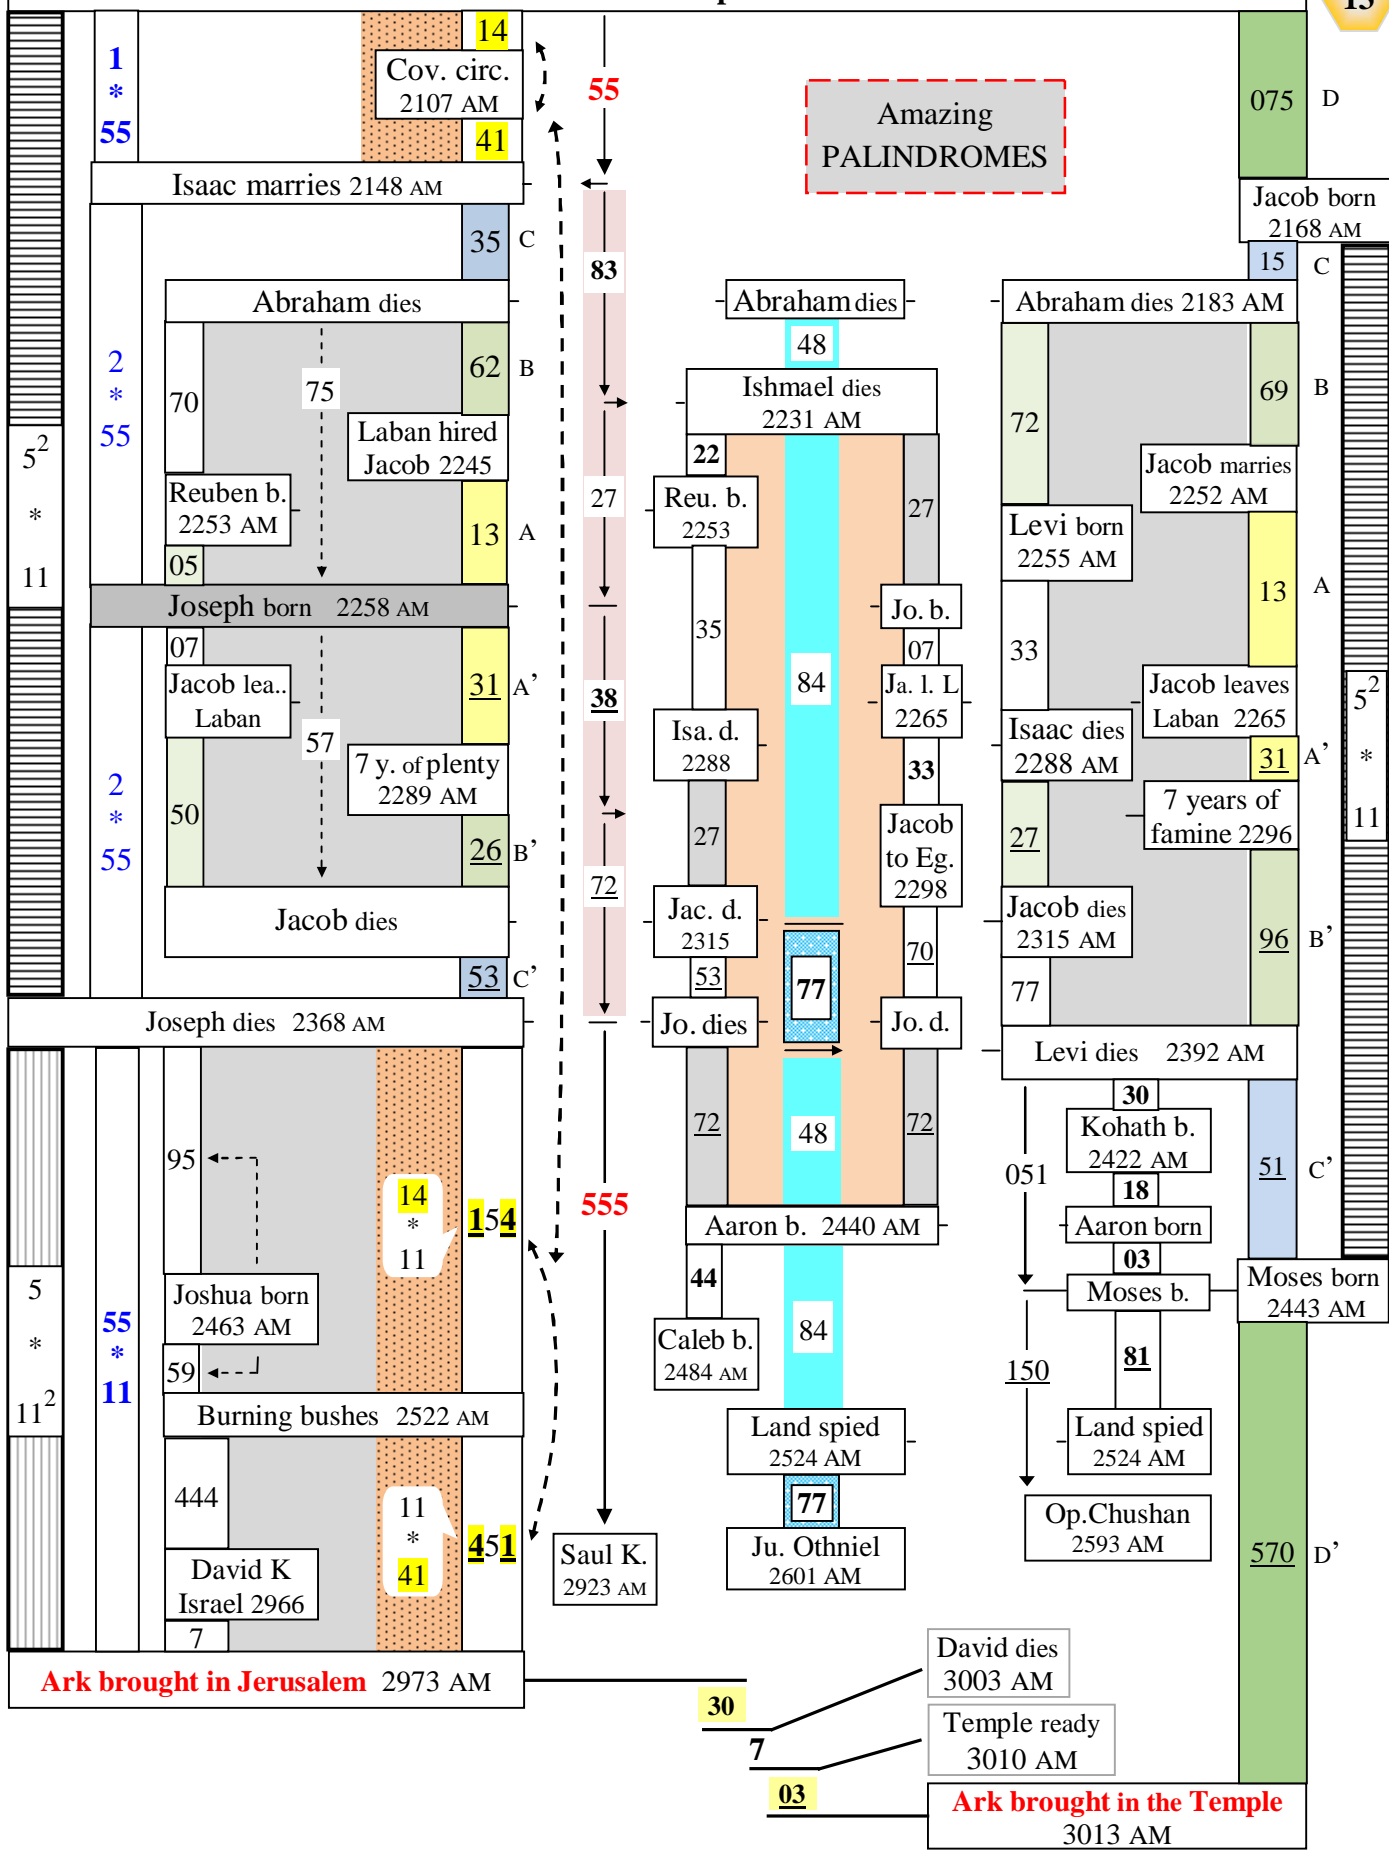 13
1
*
55
14
Cov. circ.
2107 AM
41
55
Amazing
PALINDROMES
075 D
Isaac marries 2148 AM
Jacob born
2168 AM
35 C
83
15 C
Abraham dies
Abraham dies
Abraham dies 2183 AM
2
*
55
70
75
62 B
48
Ishmael dies
2231 AM
72
69 B
Laban hired
Jacob 2245
22
Jacob marries
2252 AM
5²
*
11
Reuben b.
2253 AM
13 A
27
Reu. b.
2253
27
Levi born
2255 AM
13 A
05
Joseph born 2258 AM
Jo. b.
07
31 A'
35
07
33
84
Jacob lea..
Laban
38
Ja. l. L
2265
Jacob leaves
Laban 2265
5²
*
11
57
Isa. d.
2288
Isaac dies
2288 AM
31 A'
2
*
55
7 y. of plenty
2289 AM
33
7 years of
famine 2296
50
26 B'
27
Jacob
to Eg.
2298
27
72
Jacob dies
Jac. d.
2315
Jacob dies
2315 AM
96 B'
70
53 C'
53
77
77
Joseph dies 2368 AM
Jo. dies
Jo. d.
Levi dies 2392 AM
30
95
72
48
72
Kohath b.
2422 AM
051
51 C'
14
*
11
154
555
18
Aaron b. 2440 AM
Aaron born
03
5
*
11²
55
*
11
Joshua born
2463 AM
44
Moses b.
Moses born
2443 AM
59
Caleb b.
2484 AM
84
150
81
Burning bushes 2522 AM
Land spied
2524 AM
Land spied
2524 AM
444
11
*
41
451
77
Op.Chushan
2593 AM
Saul K.
2923 AM
Ju. Othniel
2601 AM
570 D'
David K
Israel 2966
7
Ark brought in Jerusalem 2973 AM
David dies
3003 AM
30
7
Temple ready
3010 AM
03
Ark brought in the Temple
3013 AM